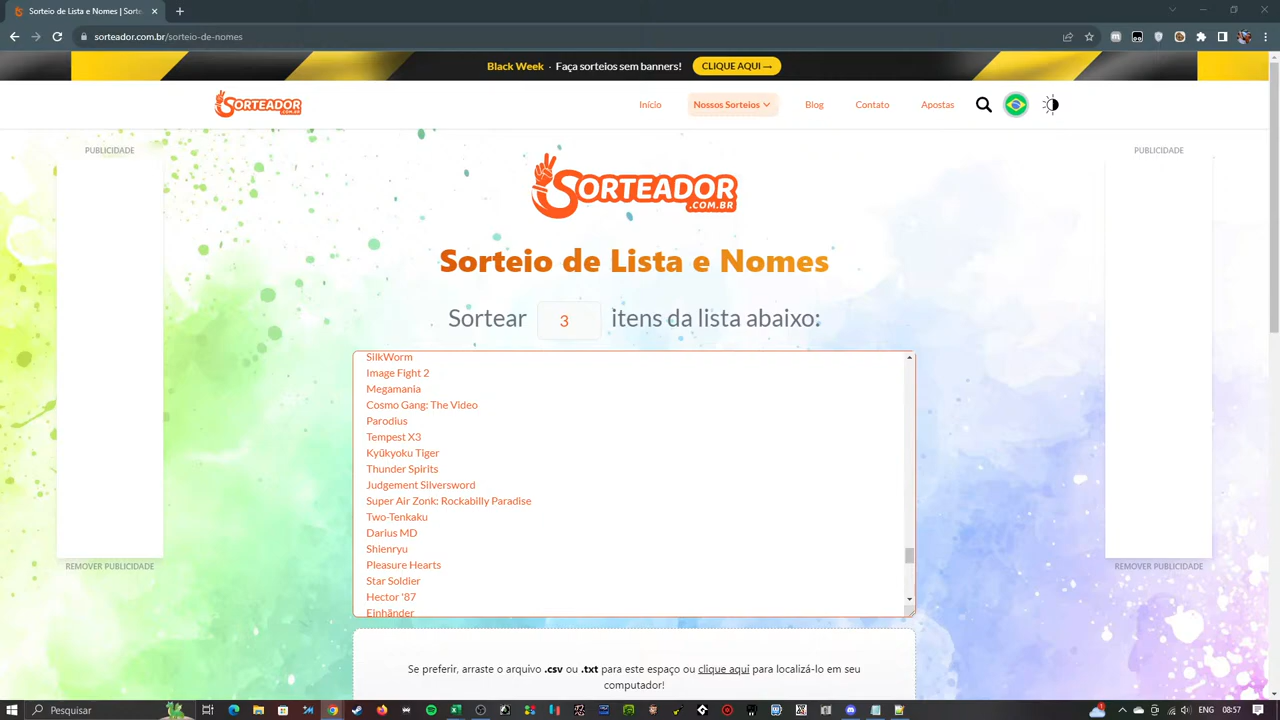 Sorteio de Lista e Nomes | Sorte
sorteador.com.br/sorteio-de-nomes
Black Week · Faça sorteios sem banners! CLIQUE AQUI →
SORTEADOR
.COM.BR
Início
Nossos Sorteios
Blog
Contato
Apostas
PUBLICIDADE
PUBLICIDADE
SORTEADOR
.COM.BR
Sorteio de Lista e Nomes
Sortear 3 itens da lista abaixo:
SilkWorm
Image Fight 2
Megamania
Cosmo Gang: The Video
Parodius
Tempest X3
Kyūkyoku Tiger
Thunder Spirits
Judgement Silversword
Super Air Zonk: Rockabilly Paradise
Two-Tenkaku
Darius MD
Shienryu
Pleasure Hearts
Star Soldier
Hector '87
Einhänder
REMOVER PUBLICIDADE
REMOVER PUBLICIDADE
Se preferir, arraste o arquivo .csv ou .txt para este espaço ou clique aqui para localizá-lo em seu
computador!
Pesquisar